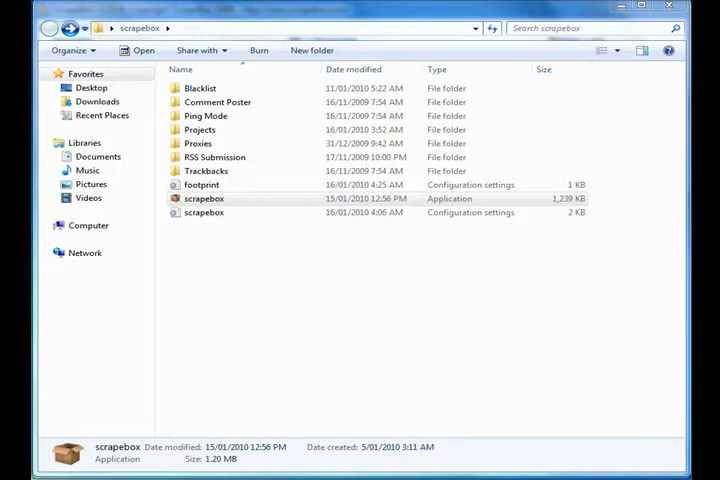 scrapebox
Search scrapebox
Organize Open Share with Burn New folder
Name Date modified Type Size
Favorites
Desktop
Downloads
Recent Places
Libraries
Documents
Music
Pictures
Videos
Computer
Network
Blacklist 11/01/2010 5:22 AM File folder
Comment Poster 16/11/2009 7:54 AM File folder
Ping Mode 16/11/2009 7:54 AM File folder
Projects 16/01/2010 3:52 AM File folder
Proxies 31/12/2009 9:42 AM File folder
RSS Submission 17/11/2009 10:00 PM File folder
Trackbacks 16/11/2009 7:54 AM File folder
footprint 16/01/2010 4:25 AM Configuration settings 1 KB
scrapebox 15/01/2010 12:56 PM Application 1,239 KB
scrapebox 16/01/2010 4:06 AM Configuration settings 2 KB
scrapebox Date modified: 15/01/2010 12:56 PM Date created: 5/01/2010 3:11 AM
Application Size: 1.20 MB